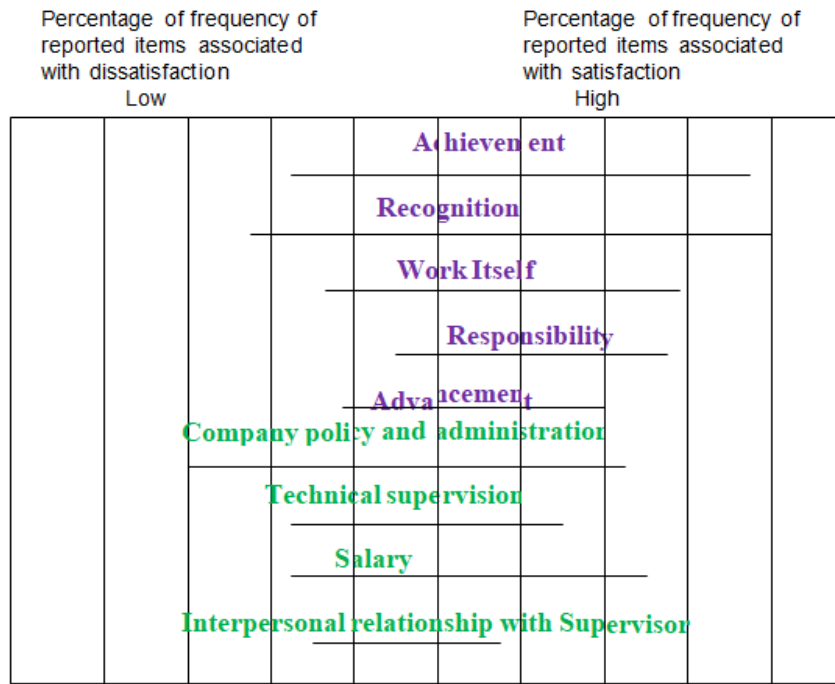 Percentage of frequency of
reported items associated
with dissatisfaction
Low
Percentage of frequency of
reported items associated
with satisfaction
High
Achievement
Recognition
Work Itself
Responsibility
Advancement
Company policy and administration
Technical supervision
Salary
Interpersonal relationship with Supervisor